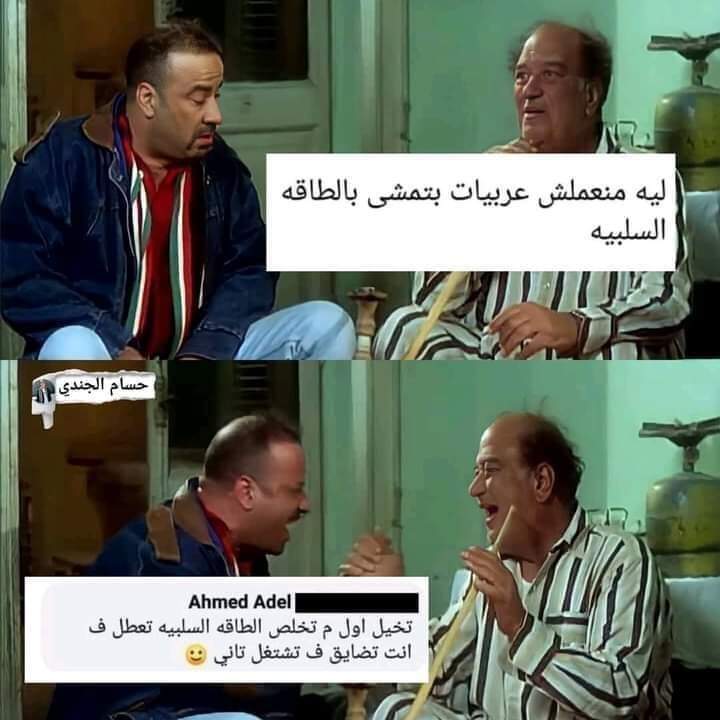 ليه منعملش عربيات بتمشى بالطاقه
السلبيه
حسام الجندي
Ahmed Adel
تخيل اول م تخلص الطاقه السلبيه تعطل ف
انت تضايق ف تشتغل تاني 🙂